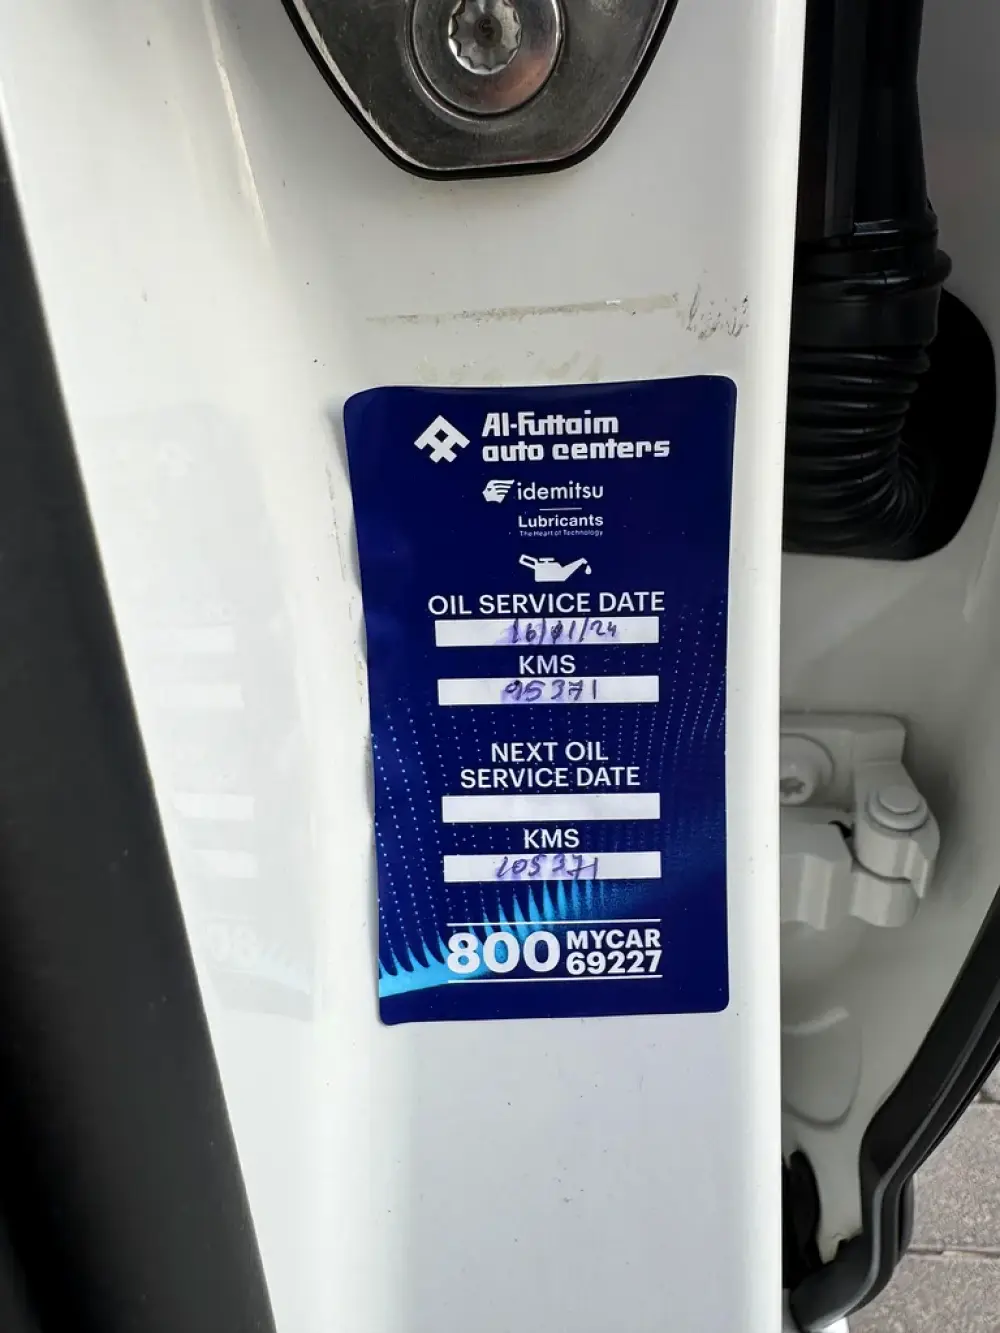 Al-Futtaim
auto centers
idemitsu
Lubricants
The Heart of Technology
OIL SERVICE DATE
16/01/24
KMS
95371
NEXT OIL
SERVICE DATE
KMS
105371
800 MYCAR
69227